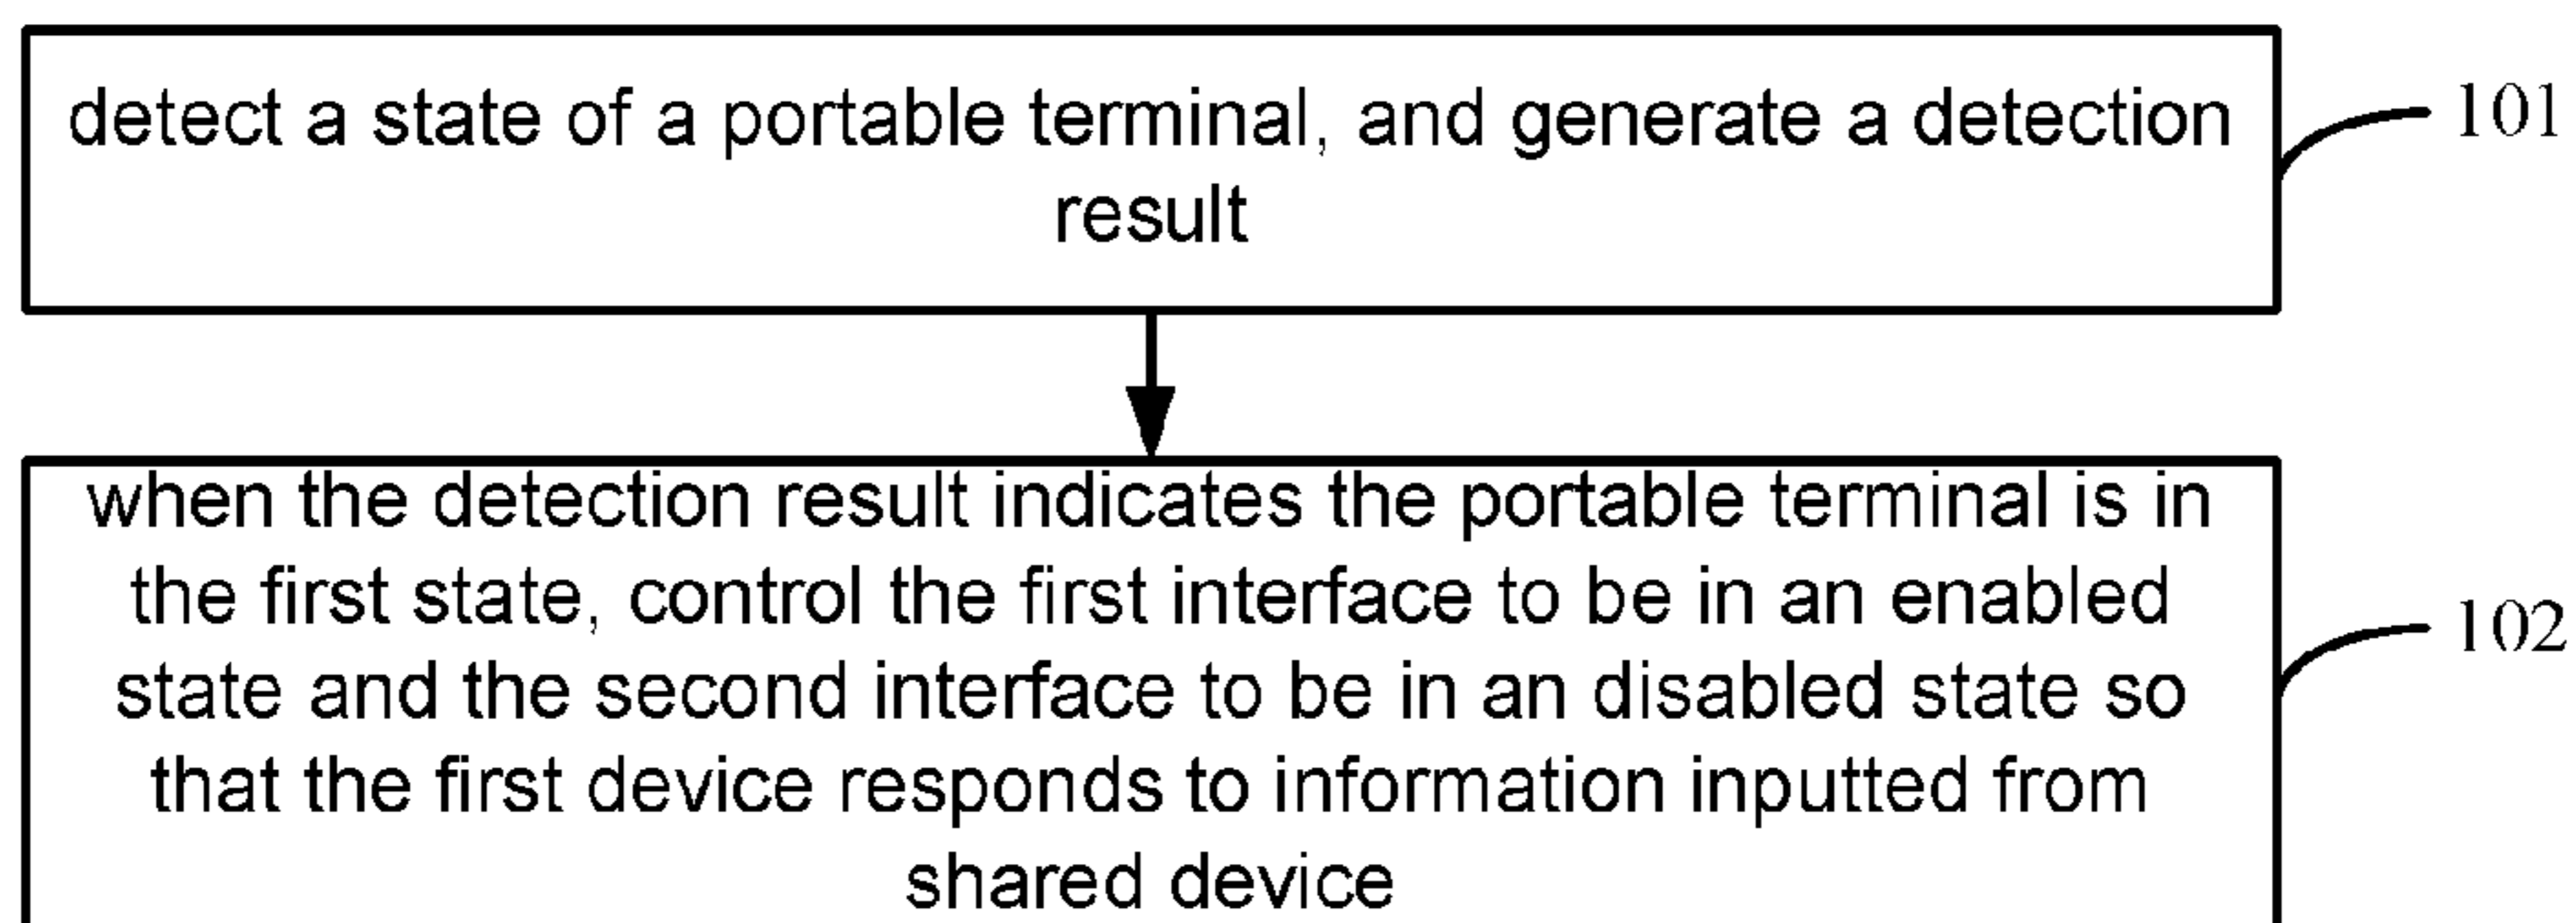 detect a state of a portable terminal, and generate a detection
result
101
when the detection result indicates the portable terminal is in
the first state, control the first interface to be in an enabled
state and the second interface to be in an disabled state so
that the first device responds to information inputted from
shared device
102